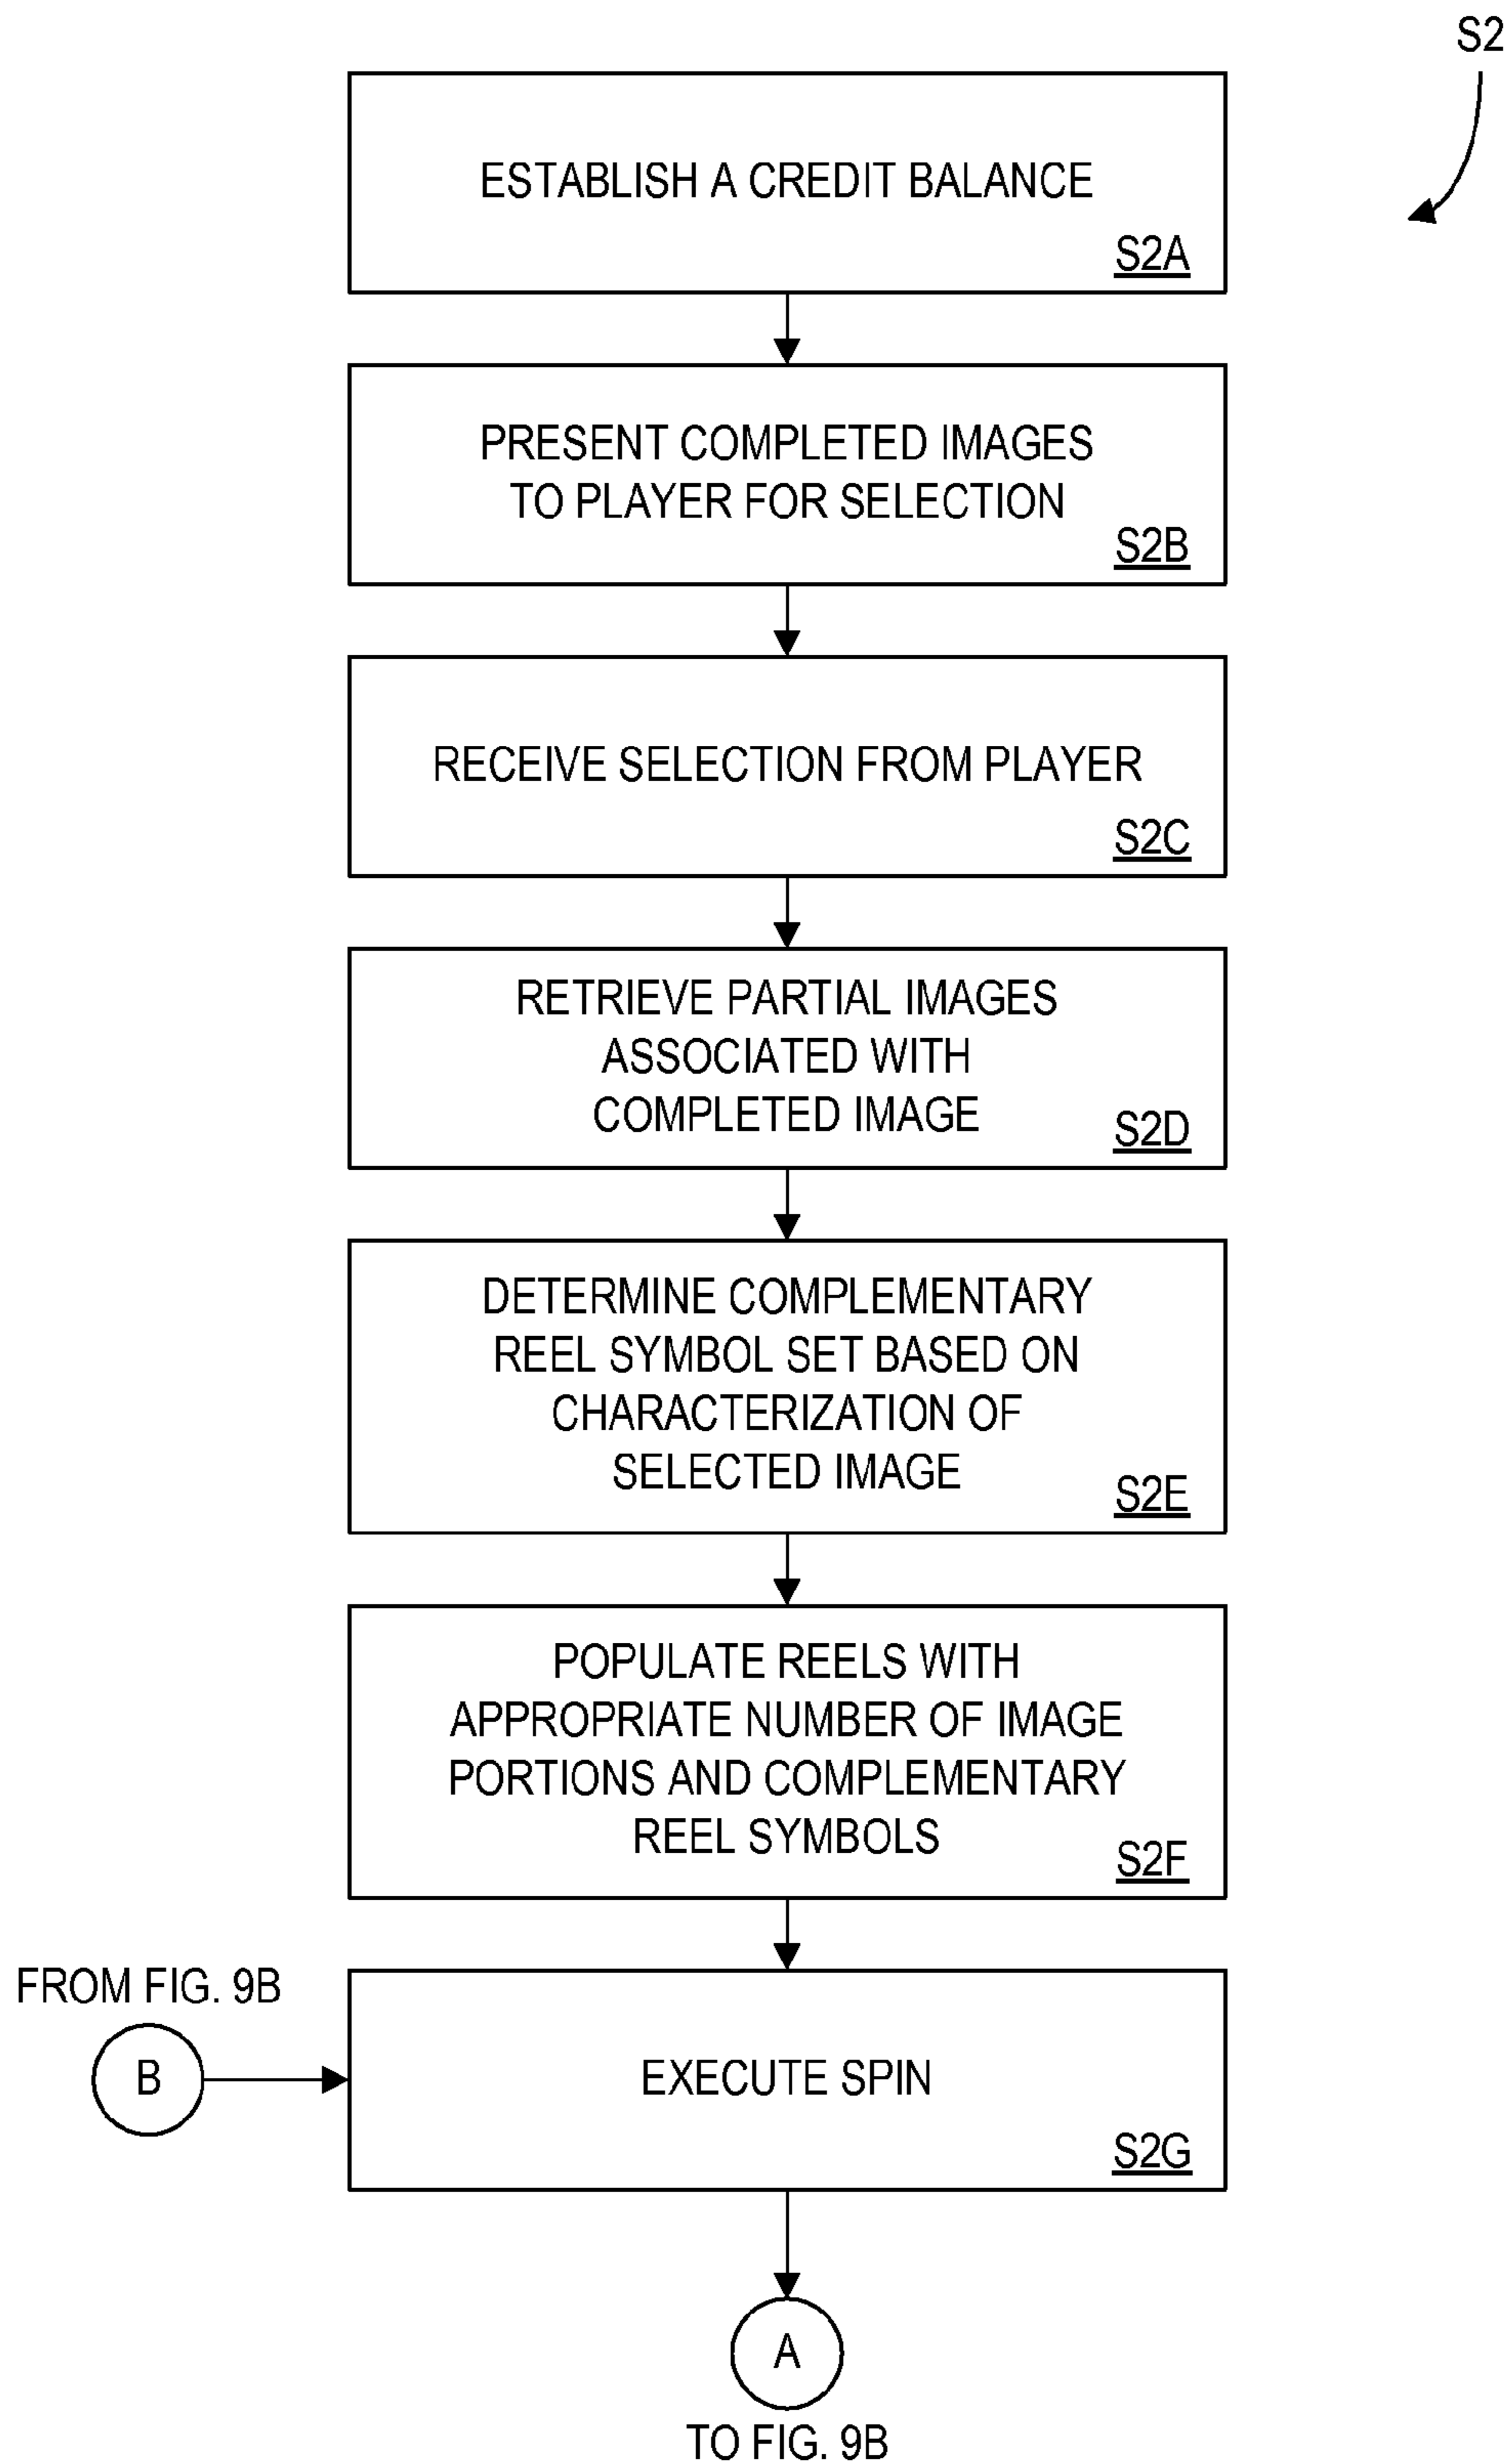 S2
ESTABLISH A CREDIT BALANCE
S2A
PRESENT COMPLETED IMAGES
TO PLAYER FOR SELECTION
S2B
RECEIVE SELECTION FROM PLAYER
S2C
RETRIEVE PARTIAL IMAGES
ASSOCIATED WITH
COMPLETED IMAGE
S2D
DETERMINE COMPLEMENTARY
REEL SYMBOL SET BASED ON
CHARACTERIZATION OF
SELECTED IMAGE
S2E
POPULATE REELS WITH
APPROPRIATE NUMBER OF IMAGE
PORTIONS AND COMPLEMENTARY
REEL SYMBOLS
S2F
FROM FIG. 9B
B
EXECUTE SPIN
S2G
A
TO FIG. 9B